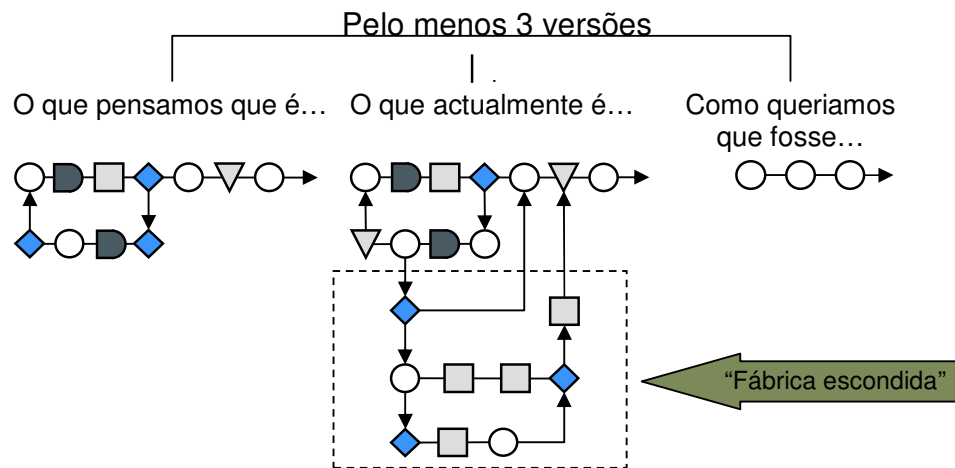 Pelo menos 3 versões
O que pensamos que é…
O que actualmente é…
Como queriamos
que fosse…
“Fábrica escondida”